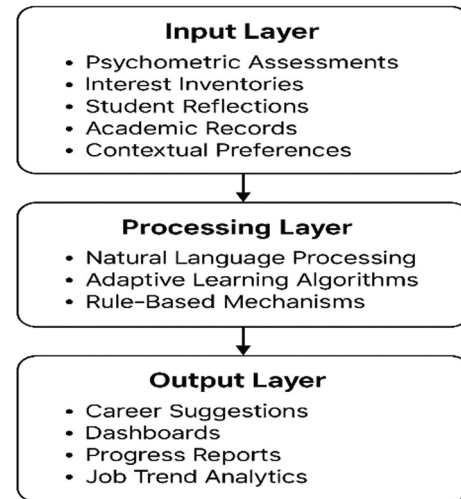 Input Layer
• Psychometric Assessments
• Interest Inventories
• Student Reflections
• Academic Records
• Contextual Preferences
Processing Layer
• Natural Language Processing
• Adaptive Learning Algorithms
• Rule-Based Mechanisms
Output Layer
• Career Suggestions
• Dashboards
• Progress Reports
• Job Trend Analytics